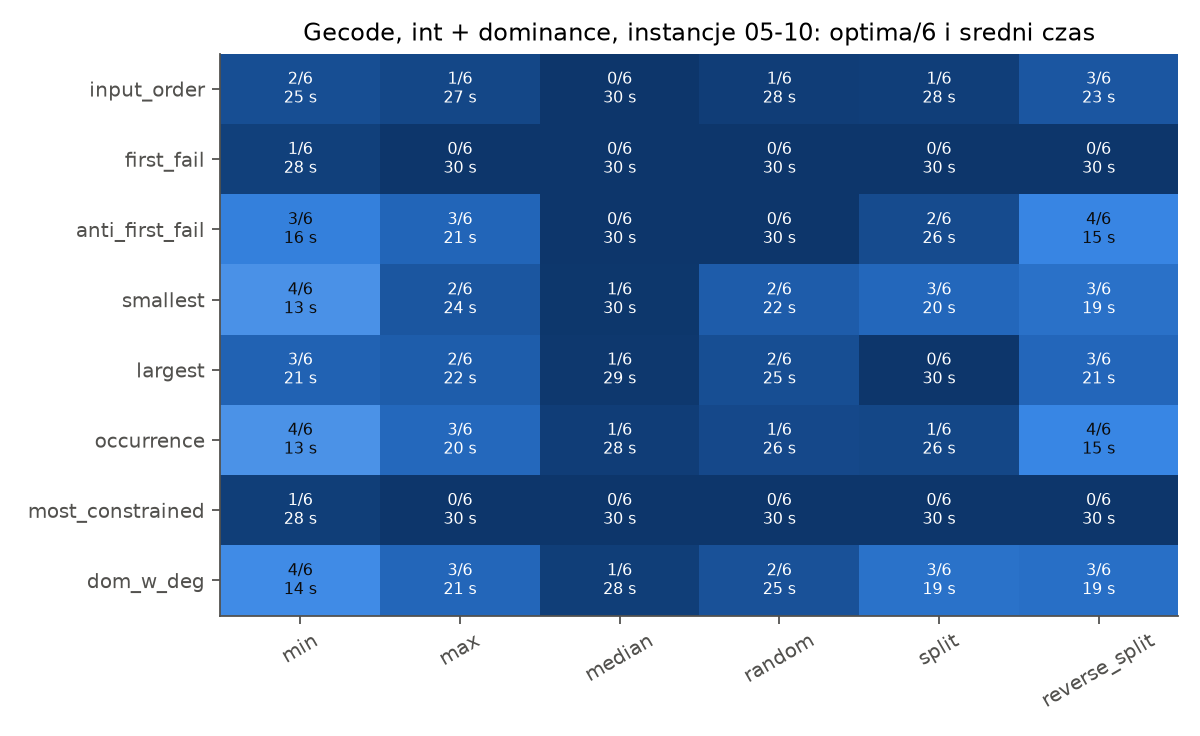 Gecode, int + dominance, instancje 05-10: optima/6 i sredni czas
input_order
2/6 1/6 0/6 1/6 1/6 3/6
25 s 27 s 30 s 28 s 28 s 23 s
first_fail
1/6 0/6 0/6 0/6 0/6 0/6
28 s 30 s 30 s 30 s 30 s 30 s
anti_first_fail
3/6 3/6 0/6 0/6 2/6 4/6
16 s 21 s 30 s 30 s 26 s 15 s
smallest
4/6 2/6 1/6 2/6 3/6 3/6
13 s 24 s 30 s 22 s 20 s 19 s
largest
3/6 2/6 1/6 2/6 0/6 3/6
21 s 22 s 29 s 25 s 30 s 21 s
occurrence
4/6 3/6 1/6 1/6 1/6 4/6
13 s 20 s 28 s 26 s 26 s 15 s
most_constrained
1/6 0/6 0/6 0/6 0/6 0/6
28 s 30 s 30 s 30 s 30 s 30 s
dom_w_deg
4/6 3/6 1/6 2/6 3/6 3/6
14 s 21 s 28 s 25 s 19 s 19 s
min max median random split reverse_split